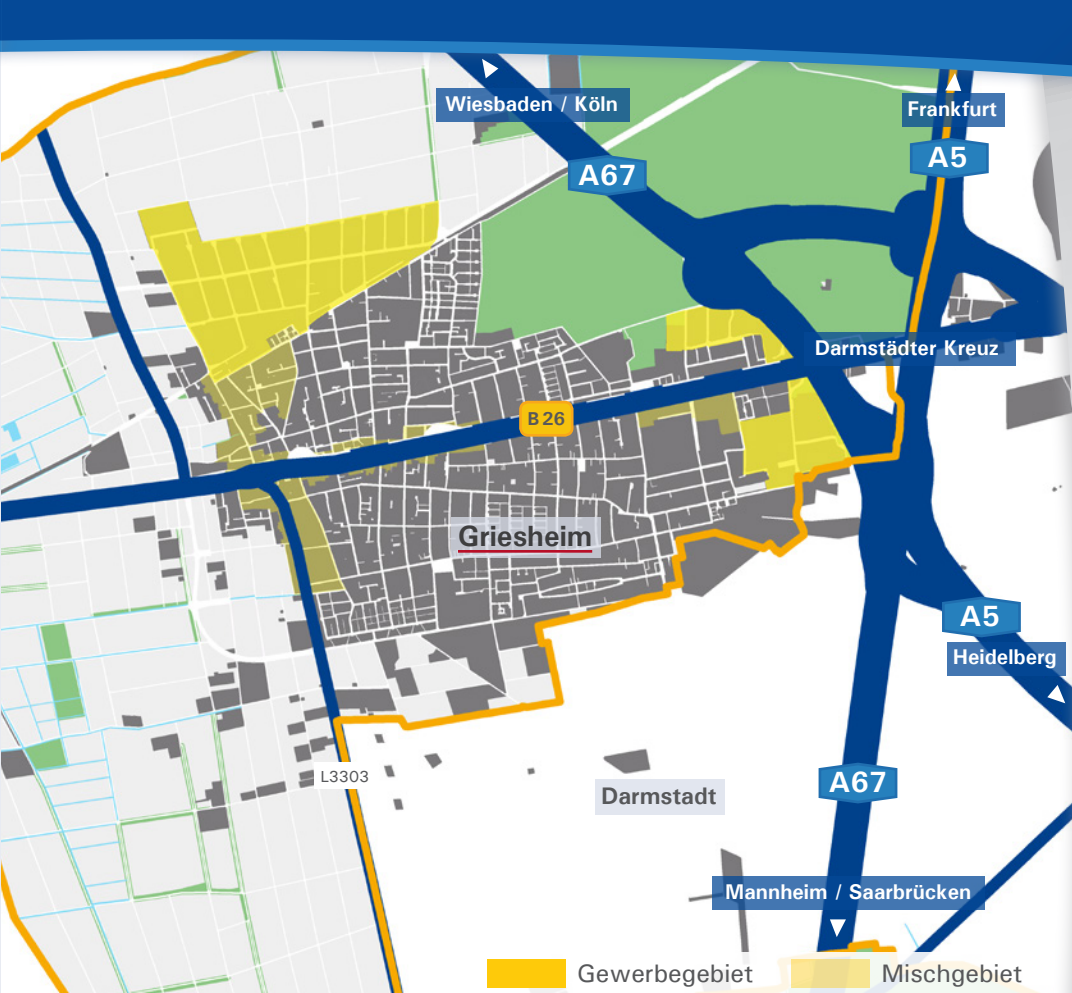 Wiesbaden / Köln
Frankfurt
A67
A5
Darmstädter Kreuz
B 26
Griesheim
A5
Heidelberg
L3303
A67
Darmstadt
Mannheim / Saarbrücken
Gewerbegebiet
Mischgebiet